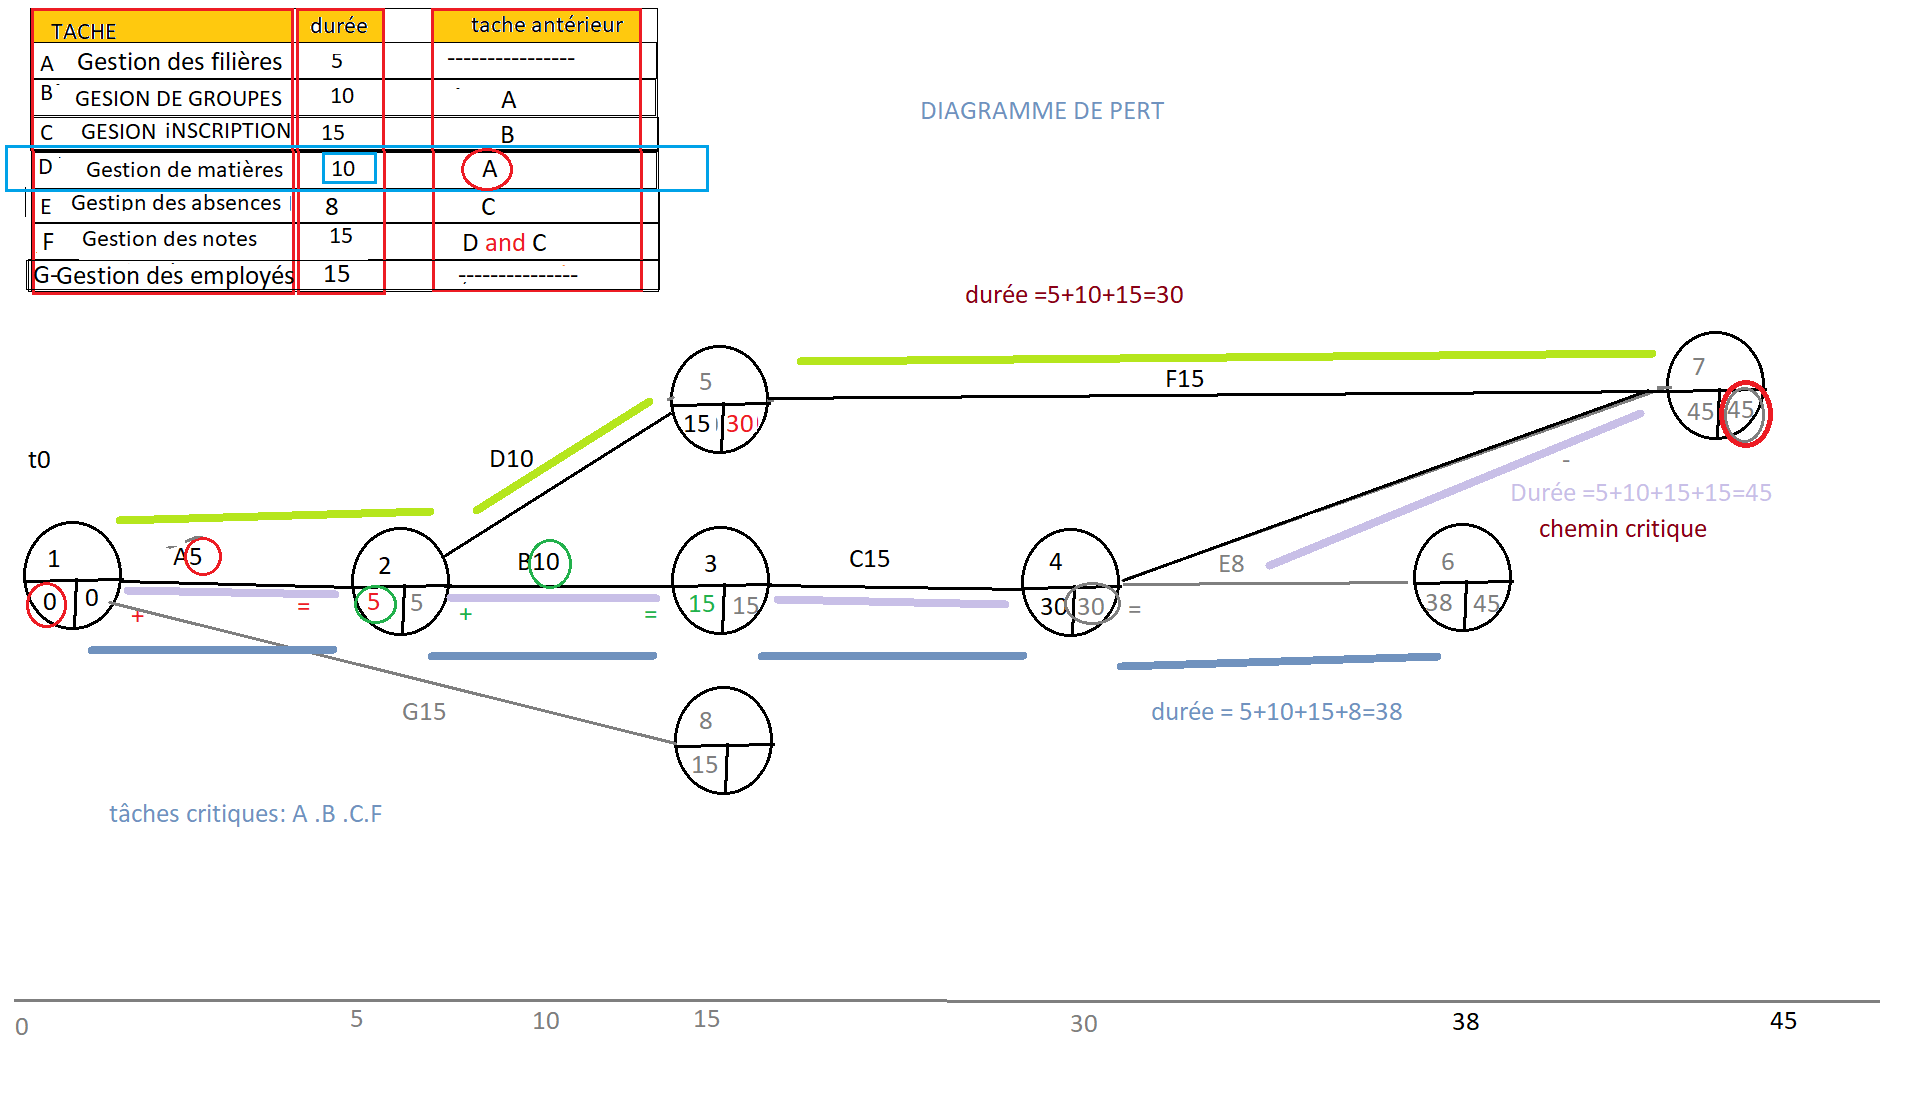 TACHE durée tache antérieur
A Gestion des filières 5 ----------------
B GESION DE GROUPES 10 A
C GESION iNSCRIPTION 15 B
D Gestion de matières 10 A
E Gestion des absences 8 C
F Gestion des notes 15 D and C
G-Gestion des employés 15 ---------------
DIAGRAMME DE PERT
durée =5+10+15=30
5
15 30
F15
7
45 45
D10
t0
Durée =5+10+15+15=45
chemin critique
1
0 0
A5
+ =
2
5 5
B10
+ =
3
15 15
C15
4
30 30 =
E8
6
38 45
G15
8
15
durée = 5+10+15+8=38
tâches critiques: A .B .C.F
0 5 10 15 30 38 45